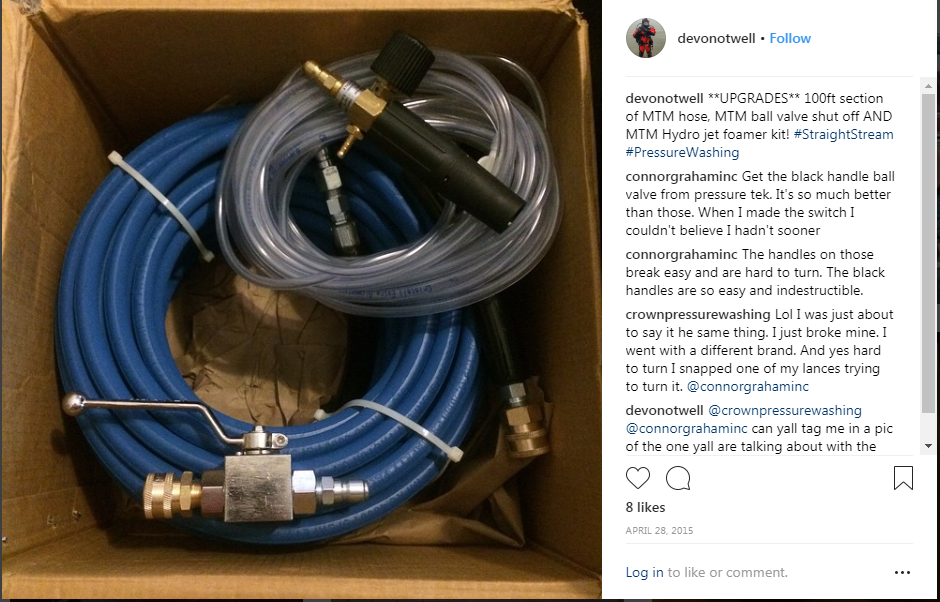 devonotwell • Follow
devonotwell **UPGRADES** 100ft section
of MTM hose, MTM ball valve shut off AND
MTM Hydro jet foamer kit! #StraightStream
#PressureWashing
connorgrahaminc Get the black handle ball
valve from pressure tek. It's so much better
than those. When I made the switch I
couldn't believe I hadn't sooner
connorgrahaminc The handles on those
break easy and are hard to turn. The black
handles are so easy and indestructible.
crownpressurewashing Lol I was just about
to say it he same thing. I just broke mine. I
went with a different brand. And yes hard
to turn I snapped one of my lances trying
to turn it. @connorgrahaminc
devonotwell @crownpressurewashing
@connorgrahaminc can yall tag me in a pic
of the one yall are talking about with the
8 likes
APRIL 28, 2015
Log in to like or comment.